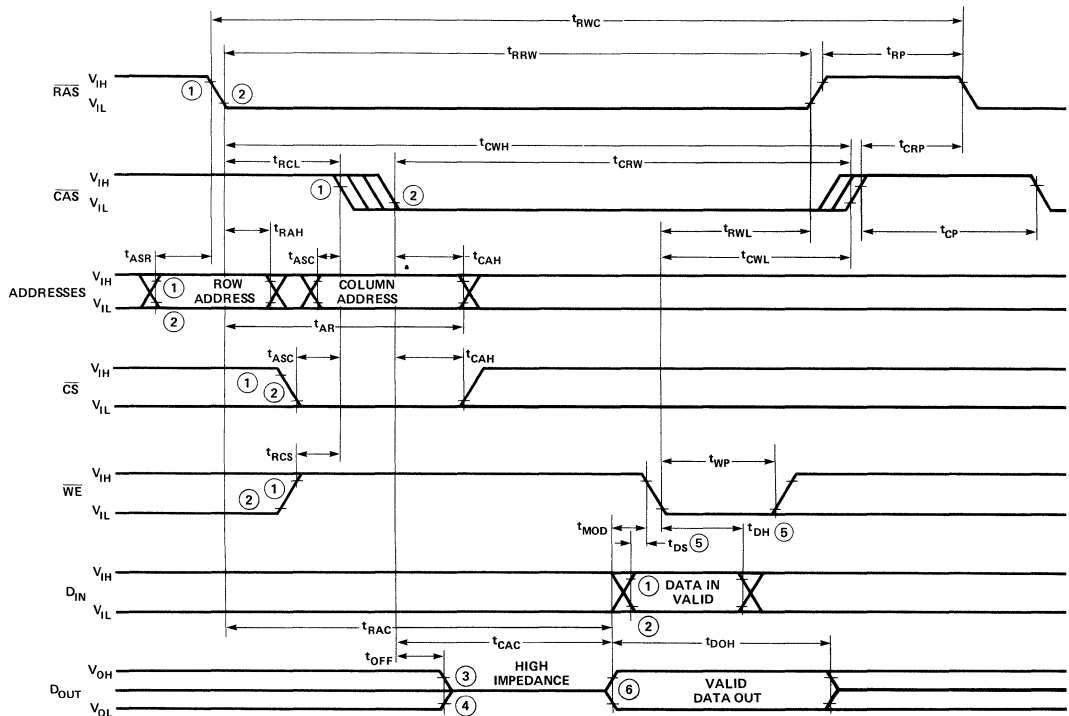 tRWC
tRRW
tRP
RAS VIH VIL 1 2
tCWH
tRCL
tCRW
tCRP
CAS VIH VIL 1 2
tRAH
tRWL
tCP
tASR
tASC
tCAH
tCWL
ADDRESSES VIH VIL 1 2
ROW ADDRESS
COLUMN ADDRESS
tAR
tASC
tCAH
CS VIH VIL 1 2
tRCS
tWP
WE VIH VIL 2 1
tMOD
tDS 5
tDH 5
DIN VIH VIL 1 2
DATA IN VALID
tRAC
tCAC
tDOH
tOFF
DOUT VOH VOL 3 4
HIGH IMPEDANCE
6
VALID DATA OUT